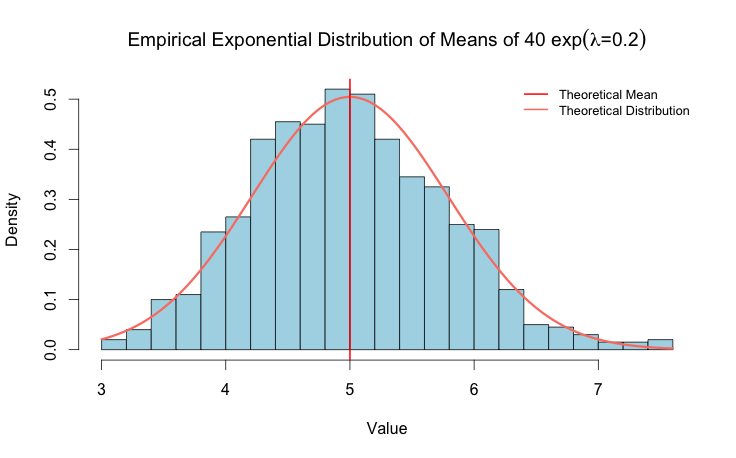 Empirical Exponential Distribution of Means of 40 exp(λ=0.2)
Theoretical Mean
Theoretical Distribution
Density
0.5
0.4
0.3
0.2
0.1
0.0
3 4 5 6 7
Value